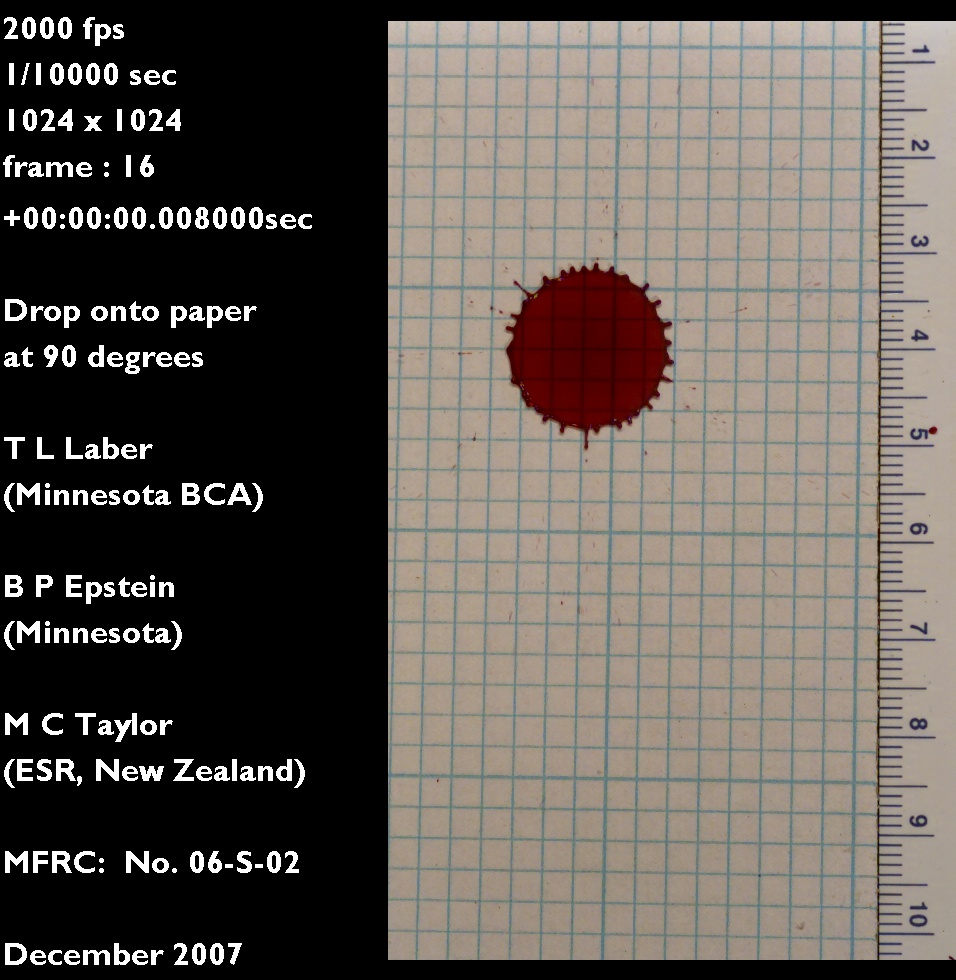 2000 fps
1/10000 sec
1024 x 1024
frame : 16
+00:00:00.008000sec
Drop onto paper
at 90 degrees
T L Laber
(Minnesota BCA)
B P Epstein
(Minnesota)
M C Taylor
(ESR, New Zealand)
MFRC:  No. 06-S-02
December 2007
1
2
3
4
5
6
7
8
9
10